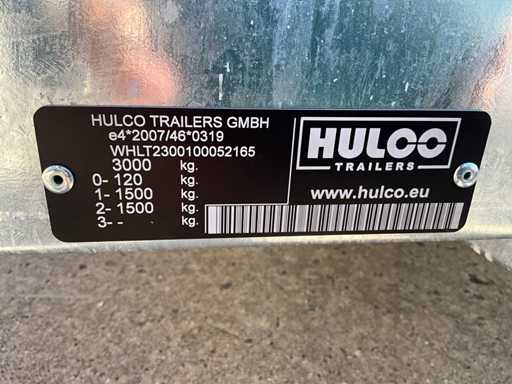 HULCO TRAILERS GMBH
e4*2007/46*0319
WHLT2300100052165
3000 kg.
0- 120 kg.
1- 1500 kg.
2- 1500 kg.
3- - kg.
HULCO
TRAILERS
www.hulco.eu